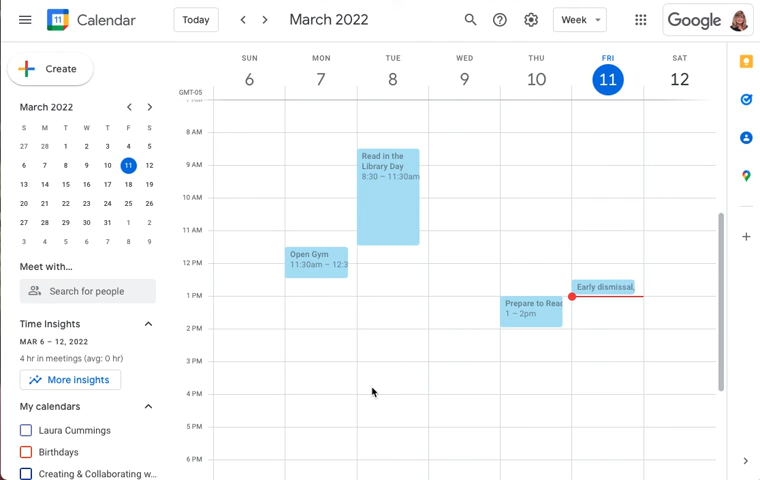 11 Calendar Today March 2022 Week Google
Create
March 2022
S M T W T F S
27 28 1 2 3 4 5
6 7 8 9 10 11 12
13 14 15 16 17 18 19
20 21 22 23 24 25 26
27 28 29 30 31 1 2
3 4 5 6 7 8 9
Meet with...
Search for people
Time Insights
MAR 6 – 12, 2022
4 hr in meetings (avg: 0 hr)
More insights
My calendars
Laura Cummings
Birthdays
Creating & Collaborating w...
SUN MON TUE WED THU FRI SAT
6 7 8 9 10 11 12
GMT-05
8 AM
9 AM
10 AM
11 AM
12 PM
1 PM
2 PM
3 PM
4 PM
5 PM
6 PM
Open Gym
11:30am – 12:3
Read in the
Library Day
8:30 – 11:30am
Prepare to Read
1 – 2pm
Early dismissal,